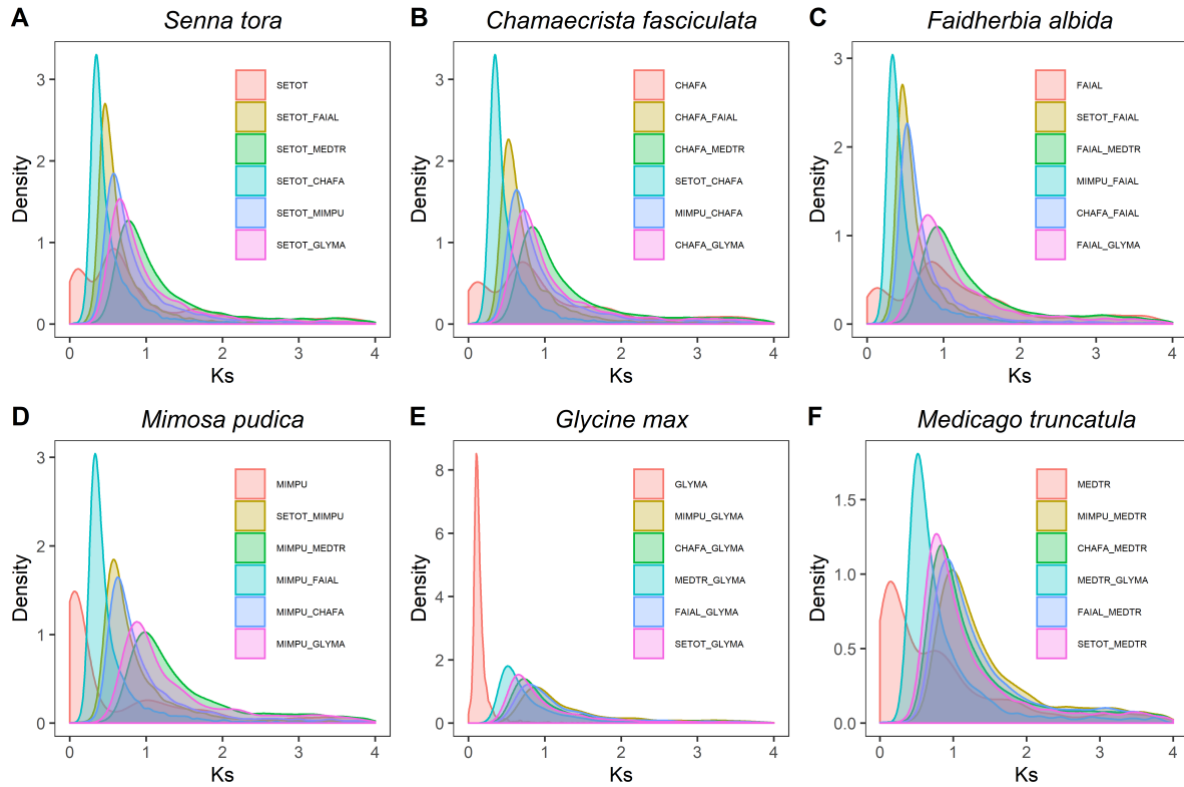 A Senna tora
3
2
1
0
Density
0 1 2 3 4
Ks
SETOT
SETOT_FAIAL
SETOT_MEDTR
SETOT_CHAFA
SETOT_MIMPU
SETOT_GLYMA
B Chamaecrista fasciculata
3
2
1
0
Density
0 1 2 3 4
Ks
CHAFA
CHAFA_FAIAL
CHAFA_MEDTR
SETOT_CHAFA
MIMPU_CHAFA
CHAFA_GLYMA
C Faidherbia albida
3
2
1
0
Density
0 1 2 3 4
Ks
FAIAL
SETOT_FAIAL
FAIAL_MEDTR
MIMPU_FAIAL
CHAFA_FAIAL
FAIAL_GLYMA
D Mimosa pudica
3
2
1
0
Density
0 1 2 3 4
Ks
MIMPU
SETOT_MIMPU
MIMPU_MEDTR
MIMPU_FAIAL
MIMPU_CHAFA
MIMPU_GLYMA
E Glycine max
8
6
4
2
0
Density
0 1 2 3 4
Ks
GLYMA
MIMPU_GLYMA
CHAFA_GLYMA
MEDTR_GLYMA
FAIAL_GLYMA
SETOT_GLYMA
F Medicago truncatula
1.5
1.0
0.5
0.0
Density
0 1 2 3 4
Ks
MEDTR
MIMPU_MEDTR
CHAFA_MEDTR
MEDTR_GLYMA
FAIAL_MEDTR
SETOT_MEDTR